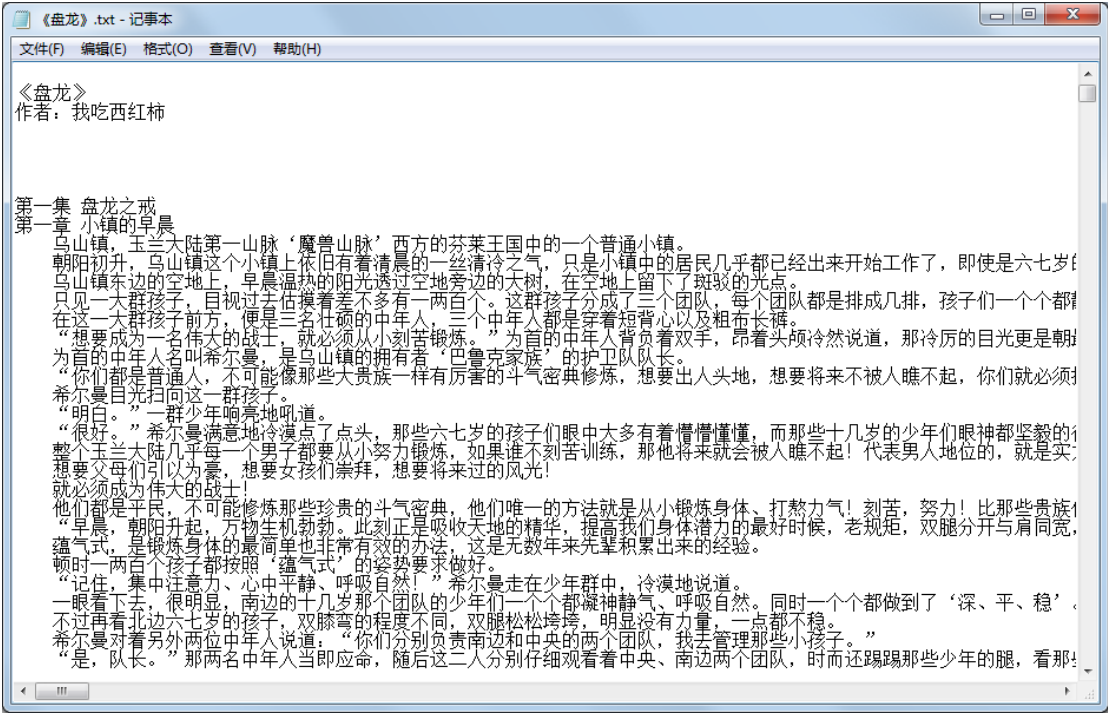 《盘龙》.txt - 记事本
文件(F) 编辑(E) 格式(O) 查看(V) 帮助(H)
《盘龙》
作者：我吃西红柿
第一集 盘龙之戒
第一章 小镇的早晨
乌山镇，玉兰大陆第一山脉‘魔兽山脉’西方的芬莱王国中的一个普通小镇。
朝阳初升，乌山镇这个小镇上依旧有着清晨的一丝清冷之气，只是小镇中的居民几乎都已经出来开始工作了，即使是六七岁
乌山镇东边的空地上，早晨温热的阳光透过空地旁边的大树，在空地上留下了斑驳的光点。
只见一大群孩子，目视过去估摸着差不多有一两百个。这群孩子分成了三个团队，每个团队都是排成几排，孩子们一个个都
在这一大群孩子前方，便是三名壮硕的中年人，三个中年人都是穿着短背心以及粗布长裤。
“想要成为一名伟大的战士，就必须从小刻苦锻炼。”为首的中年人背负着双手，昂着头颅冷然说道，那冷厉的目光更是朝
为首的中年人名叫希尔曼，是乌山镇的拥有者‘巴鲁克家族’的护卫队队长。
“你们都是普通人，不可能像那些大贵族一样有厉害的斗气密典修炼，想要出人头地，想要将来不被人瞧不起，你们就必须
希尔曼目光扫向这一群孩子。
“明白。”一群少年响亮地吼道。
“很好。”希尔曼满意地冷漠点了点头，那些六七岁的孩子们眼中大多有着懵懵懂懂，而那些十几岁的少年们眼神都坚毅的
整个玉兰大陆几乎每一个男子都要从小努力锻炼，如果谁不刻苦训练，那他将来就会被人瞧不起！代表男人地位的，就是实
想要父母们引以为豪，想要女孩们崇拜，想要将来过的风光！
就必须成为伟大的战士！
他们都是平民，不可能修炼那些珍贵的斗气密典，他们唯一的方法就是从小锻炼身体、打熬力气！刻苦，努力！比那些贵族
“早晨，朝阳升起，万物生机勃勃。此刻正是吸收天地的精华，提高我们身体潜力的最好时候，老规矩，双腿分开与肩同宽，
蕴气式，是锻炼身体的最简单也非常有效的办法，这是无数年来先辈积累出来的经验。
顿时一两百个孩子都按照‘蕴气式’的姿势要求做好。
“记住，集中注意力、心中平静、呼吸自然！”希尔曼走在少年群中，冷漠地说道。
一眼看下去，很明显，南边的十几岁那个团队的少年们一个个都凝神静气、呼吸自然。同时一个个都做到了‘深、平、稳’。
不过再看北边六七岁的孩子，双膝弯的程度不同，双腿松松垮垮，明显没有力量，一点都不稳。
希尔曼对着另外两位中年人说道：“你们分别负责南边和中央的两个团队，我去管理那些小孩子。”
“是，队长。”那两名中年人当即应命，随后这二人分别仔细观看着中央、南边两个团队，时而还踢踢那些少年的腿，看那